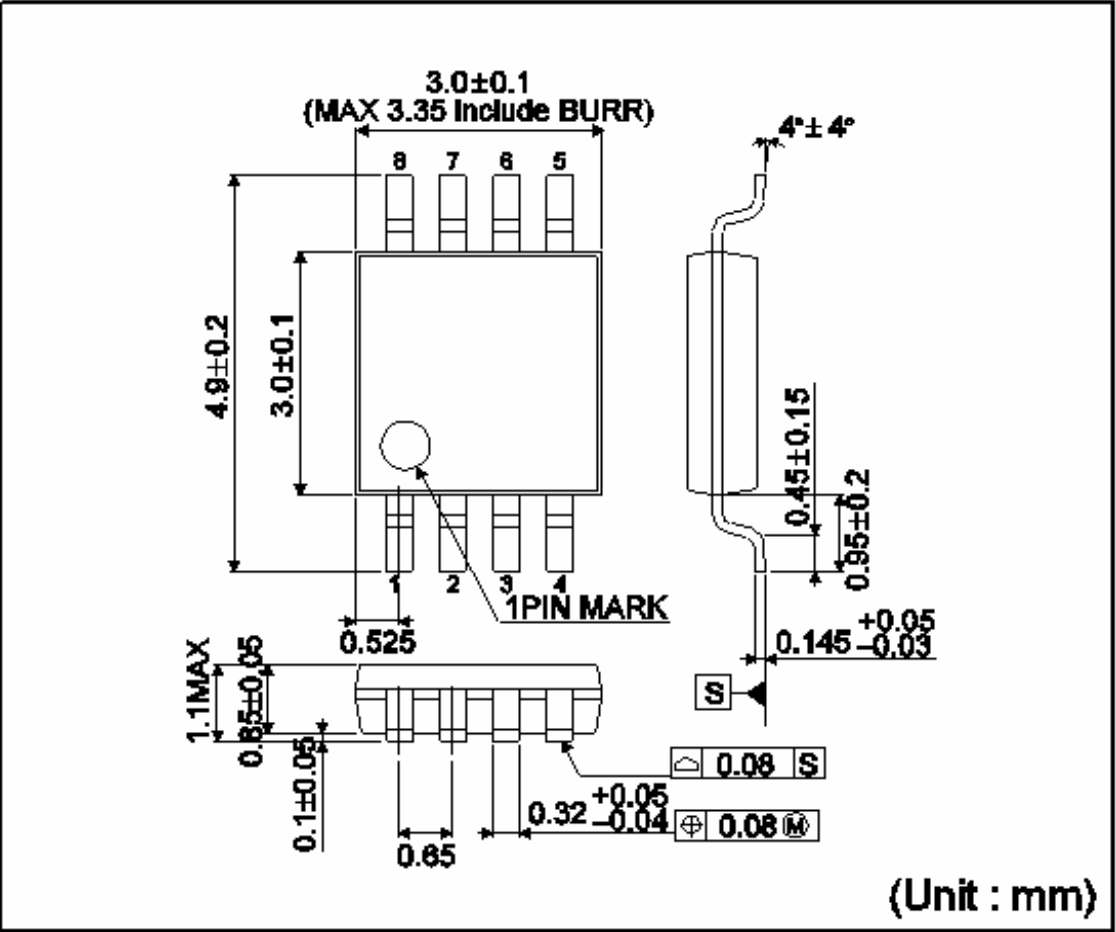 3.0±0.1
(MAX 3.35 include BURR)
4°±4°
8 7 6 5
4.9±0.2
3.0±0.1
0.45±0.15
0.95±0.2
1 2 3 4
1PIN MARK
0.525
0.145 +0.05 −0.03
S
1.1MAX
0.85±0.05
0.1±0.05
0.08 S
0.32 +0.05 −0.04
0.08 M
0.65
(Unit : mm)